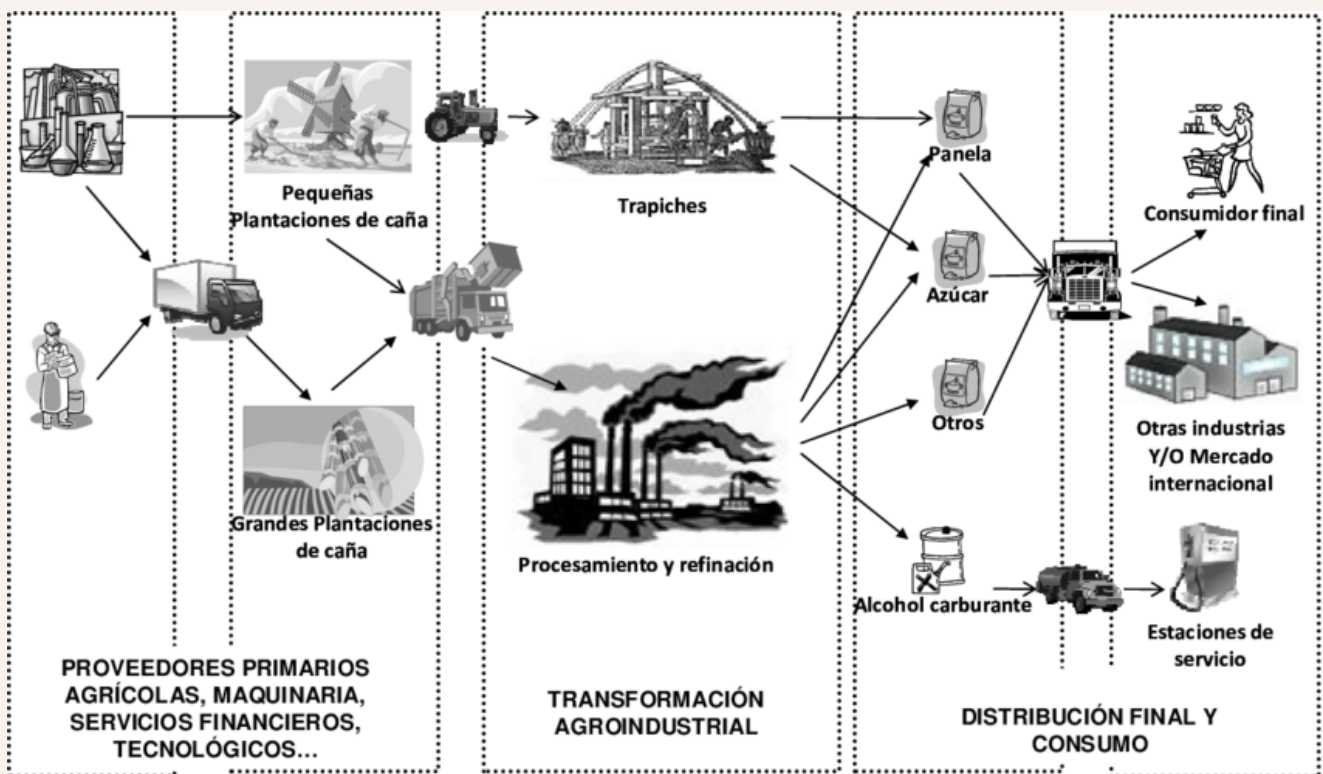 Pequeñas
Plantaciones de caña
Grandes Plantaciones
de caña
PROVEEDORES PRIMARIOS
AGRÍCOLAS, MAQUINARIA,
SERVICIOS FINANCIEROS,
TECNOLÓGICOS...
Trapiches
Procesamiento y refinación
TRANSFORMACIÓN
AGROINDUSTRIAL
Panela
Azúcar
Otros
Alcohol carburante
Consumidor final
Otras industrias
Y/O Mercado
internacional
Estaciones de
servicio
DISTRIBUCIÓN FINAL Y
CONSUMO